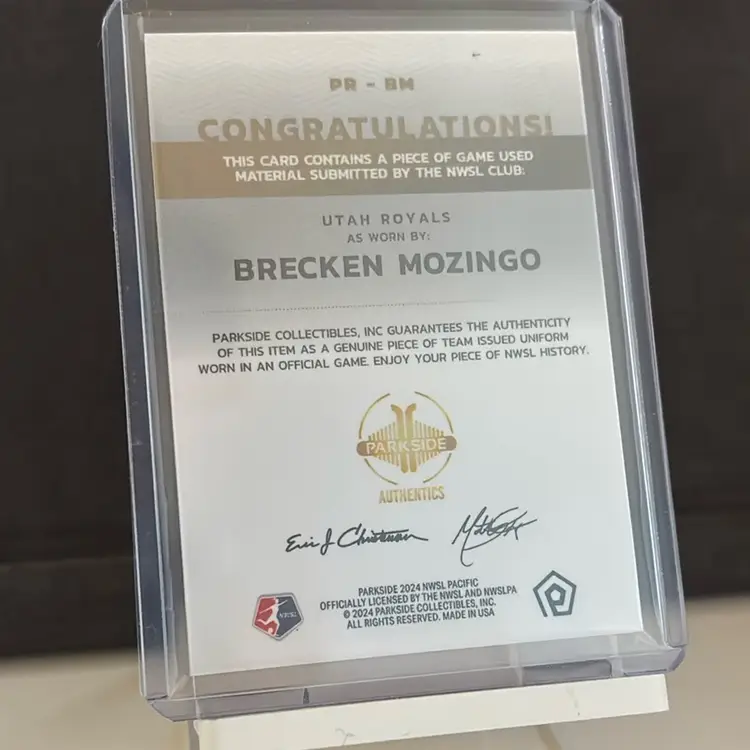 PR - BM
CONGRATULATIONS!
THIS CARD CONTAINS A PIECE OF GAME USED
MATERIAL SUBMITTED BY THE NWSL CLUB:
UTAH ROYALS
AS WORN BY:
BRECKEN MOZINGO
PARKSIDE COLLECTIBLES, INC GUARANTEES THE AUTHENTICITY
OF THIS ITEM AS A GENUINE PIECE OF TEAM ISSUED UNIFORM
WORN IN AN OFFICIAL GAME. ENJOY YOUR PIECE OF NWSL HISTORY.
PARKSIDE
AUTHENTICS
Eric J Christensen
PARKSIDE 2024 NWSL PACIFIC
OFFICIALLY LICENSED BY THE NWSL AND NWSLPA
© 2024 PARKSIDE COLLECTIBLES, INC.
ALL RIGHTS RESERVED. MADE IN USA
NWSL